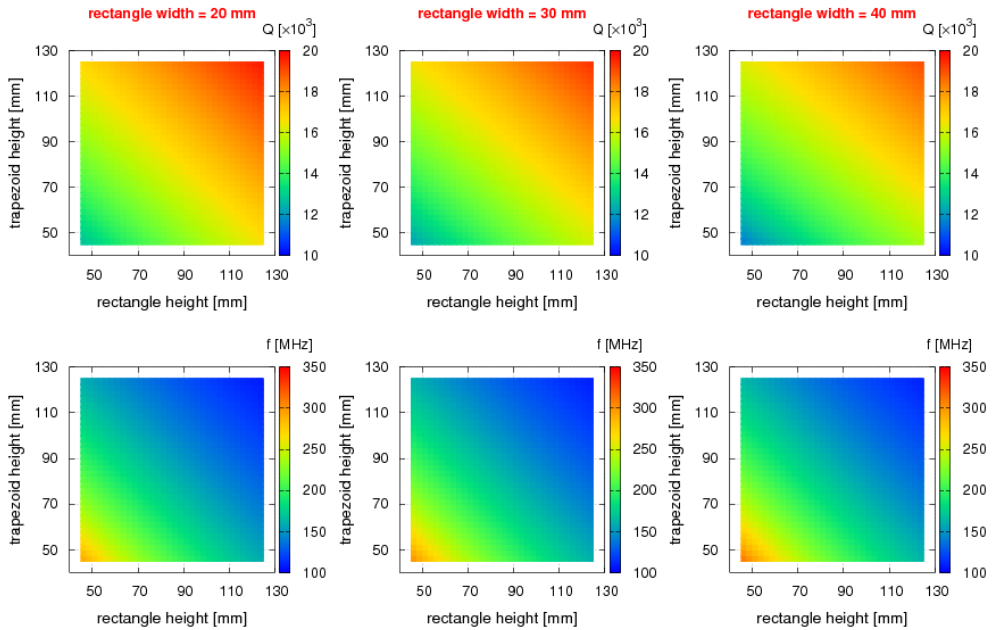 rectangle width = 20 mm
Q [×10³]
trapezoid height [mm]
130
110
90
70
50
50 70 90 110 130
rectangle height [mm]
20
18
16
14
12
10
rectangle width = 30 mm
Q [×10³]
trapezoid height [mm]
130
110
90
70
50
50 70 90 110 130
rectangle height [mm]
20
18
16
14
12
10
rectangle width = 40 mm
Q [×10³]
trapezoid height [mm]
130
110
90
70
50
50 70 90 110 130
rectangle height [mm]
20
18
16
14
12
10
f [MHz]
trapezoid height [mm]
130
110
90
70
50
50 70 90 110 130
rectangle height [mm]
350
300
250
200
150
100
f [MHz]
trapezoid height [mm]
130
110
90
70
50
50 70 90 110 130
rectangle height [mm]
350
300
250
200
150
100
f [MHz]
trapezoid height [mm]
130
110
90
70
50
50 70 90 110 130
rectangle height [mm]
350
300
250
200
150
100